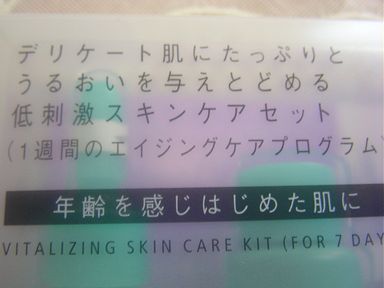 デリケート肌にたっぷりと
うるおいを与えとどめる
低刺激スキンケアセット
(1週間のエイジングケアプログラム)
年齢を感じはじめた肌に
VITALIZING SKIN CARE KIT (FOR 7 DAY